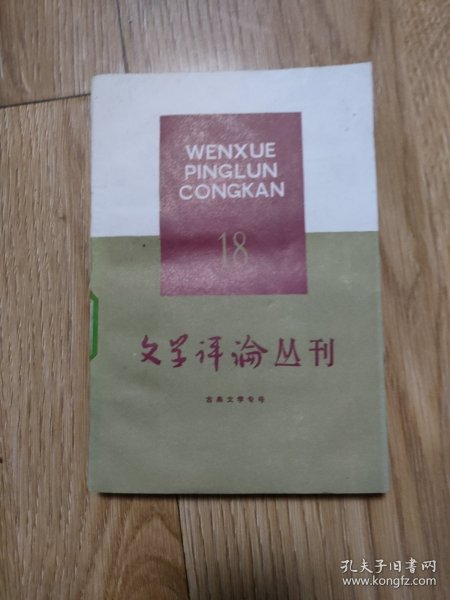 WENXUE
PINGLUN
CONGKAN
18
文学评论丛刊
古典文学专号
孔夫子旧书网
www.kongfz.com